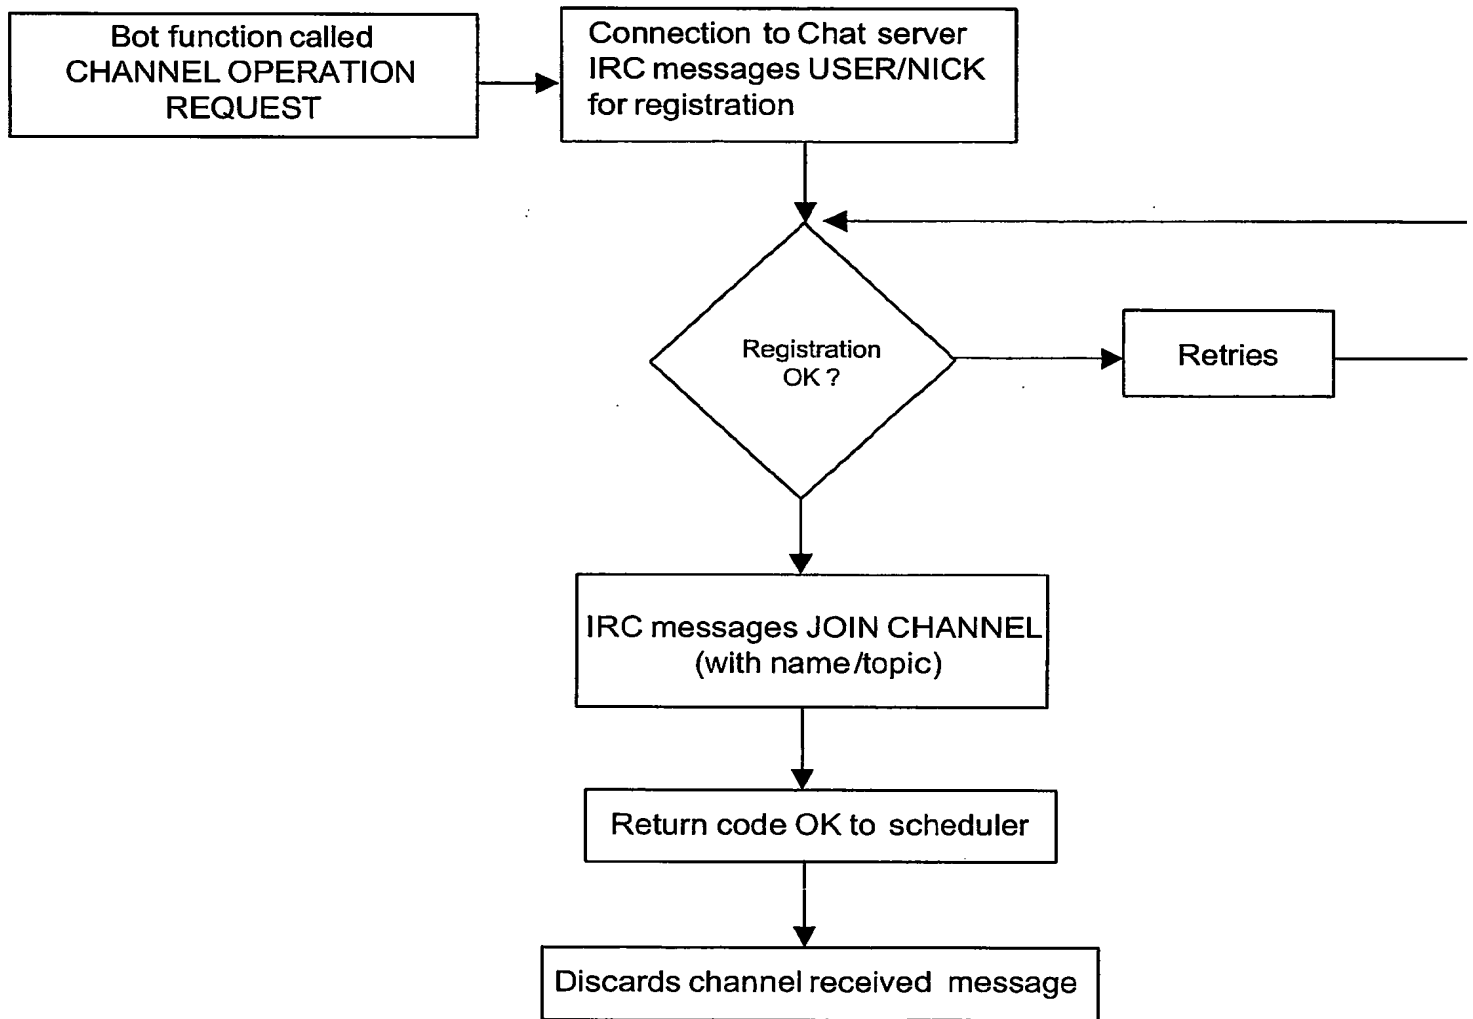 Bot function called
CHANNEL OPERATION
REQUEST
Connection to Chat server
IRC messages USER/NICK
for registration
Registration
OK ?
Retries
IRC messages JOIN CHANNEL
(with name/topic)
Return code OK to scheduler
Discards channel received message